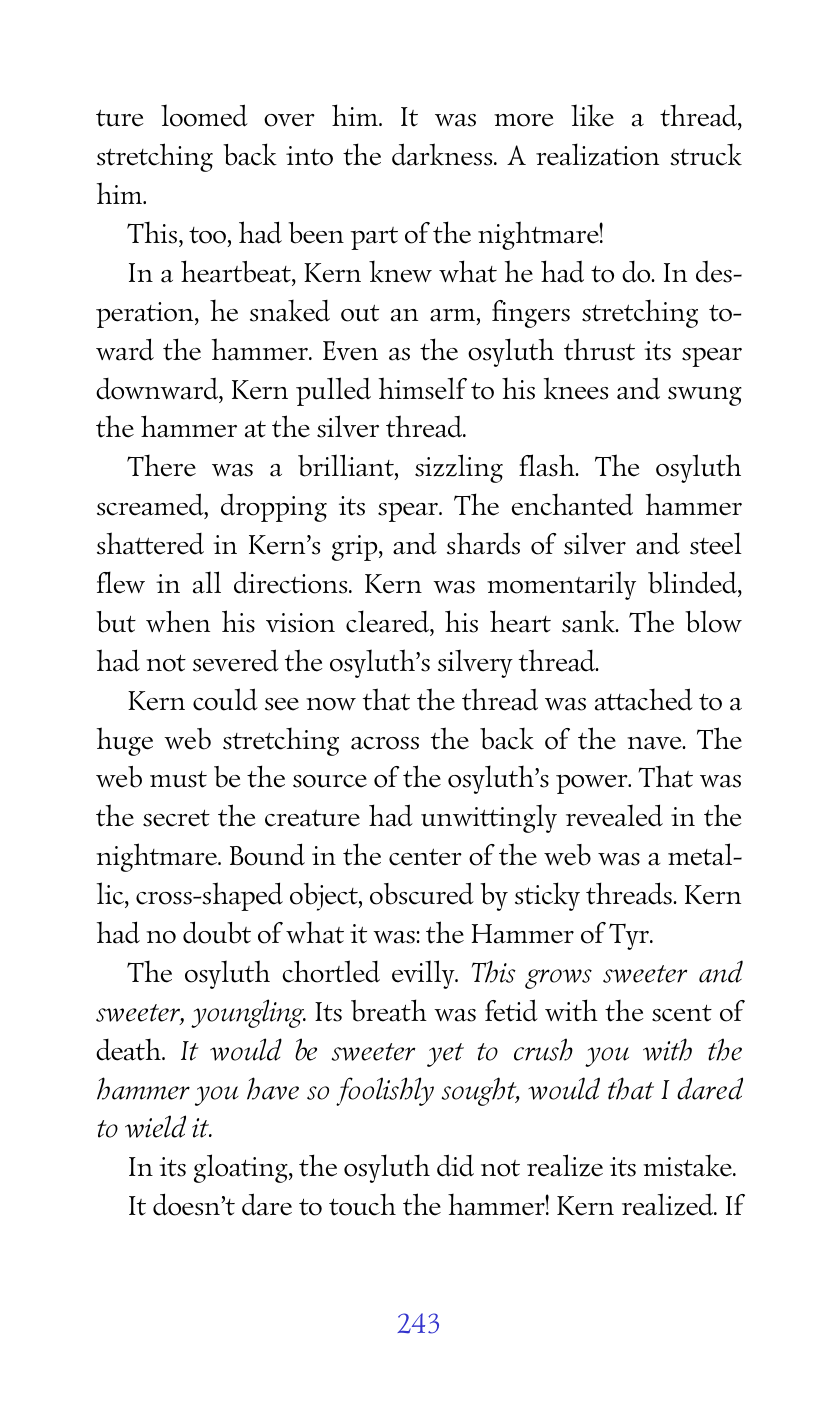 ture loomed over him. It was more like a thread,
stretching back into the darkness. A realization struck
him.
This, too, had been part of the nightmare!
In a heartbeat, Kern knew what he had to do. In des-
peration, he snaked out an arm, fingers stretching to-
ward the hammer. Even as the osyluth thrust its spear
downward, Kern pulled himself to his knees and swung
the hammer at the silver thread.
There was a brilliant, sizzling flash. The osyluth
screamed, dropping its spear. The enchanted hammer
shattered in Kern’s grip, and shards of silver and steel
flew in all directions. Kern was momentarily blinded,
but when his vision cleared, his heart sank. The blow
had not severed the osyluth’s silvery thread.
Kern could see now that the thread was attached to a
huge web stretching across the back of the nave. The
web must be the source of the osyluth’s power. That was
the secret the creature had unwittingly revealed in the
nightmare. Bound in the center of the web was a metal-
lic, cross-shaped object, obscured by sticky threads. Kern
had no doubt of what it was: the Hammer of Tyr.
The osyluth chortled evilly. This grows sweeter and
sweeter, youngling. Its breath was fetid with the scent of
death. It would be sweeter yet to crush you with the
hammer you have so foolishly sought, would that I dared
to wield it.
In its gloating, the osyluth did not realize its mistake.
It doesn’t dare to touch the hammer! Kern realized. If
243